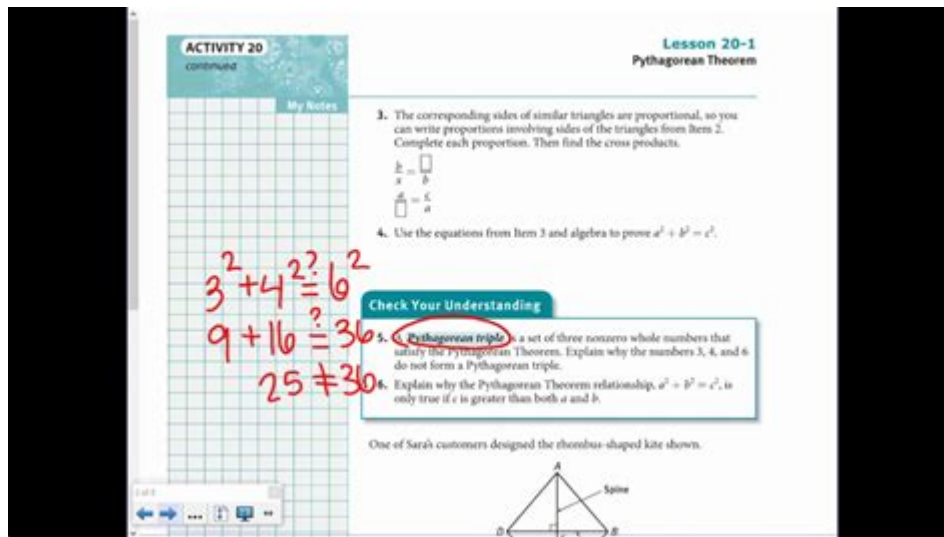 ACTIVITY 20
continued
My Notes
Lesson 20-1
Pythagorean Theorem
3. The corresponding sides of similar triangles are proportional, so you
can write proportions involving sides of the triangles from Item 2.
Complete each proportion. Then find the cross products.
b/x = □/b
a/□ = c/a
4. Use the equations from Item 3 and algebra to prove a² + b² = c².
3² + 4² ≟ 6²
9 + 16 ≟ 36
25 ≠ 36
Check Your Understanding
5. A Pythagorean triple is a set of three nonzero whole numbers that
satisfy the Pythagorean Theorem. Explain why the numbers 3, 4, and 6
do not form a Pythagorean triple.
6. Explain why the Pythagorean Theorem relationship, a² + b² = c², is
only true if c is greater than both a and b.
One of Sara's customers designed the rhombus-shaped kite shown.
A
Spine
D
B